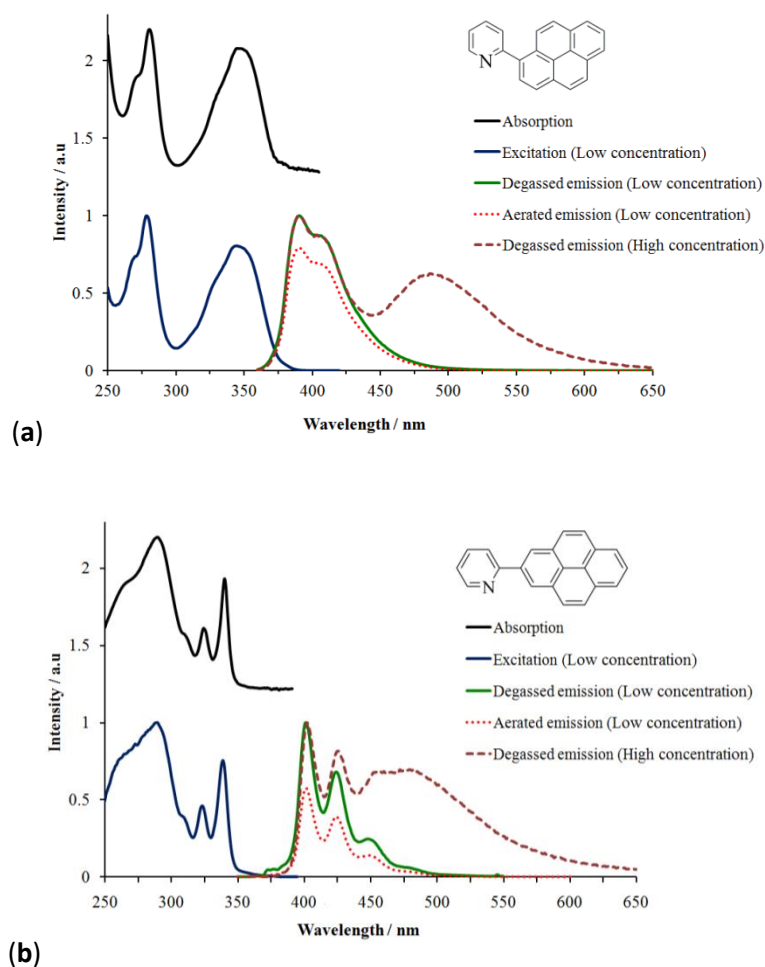 N
Absorption
Excitation (Low concentration)
Degassed emission (Low concentration)
Aerated emission (Low concentration)
Degassed emission (High concentration)
Intensity / a.u
2
1.5
1
0.5
0
250 300 350 400 450 500 550 600 650
Wavelength / nm
(a)
N
Absorption
Excitation (Low concentration)
Degassed emission (Low concentration)
Aerated emission (Low concentration)
Degassed emission (High concentration)
Intensity / a.u
2
1.5
1
0.5
0
250 300 350 400 450 500 550 600 650
Wavelength / nm
(b)